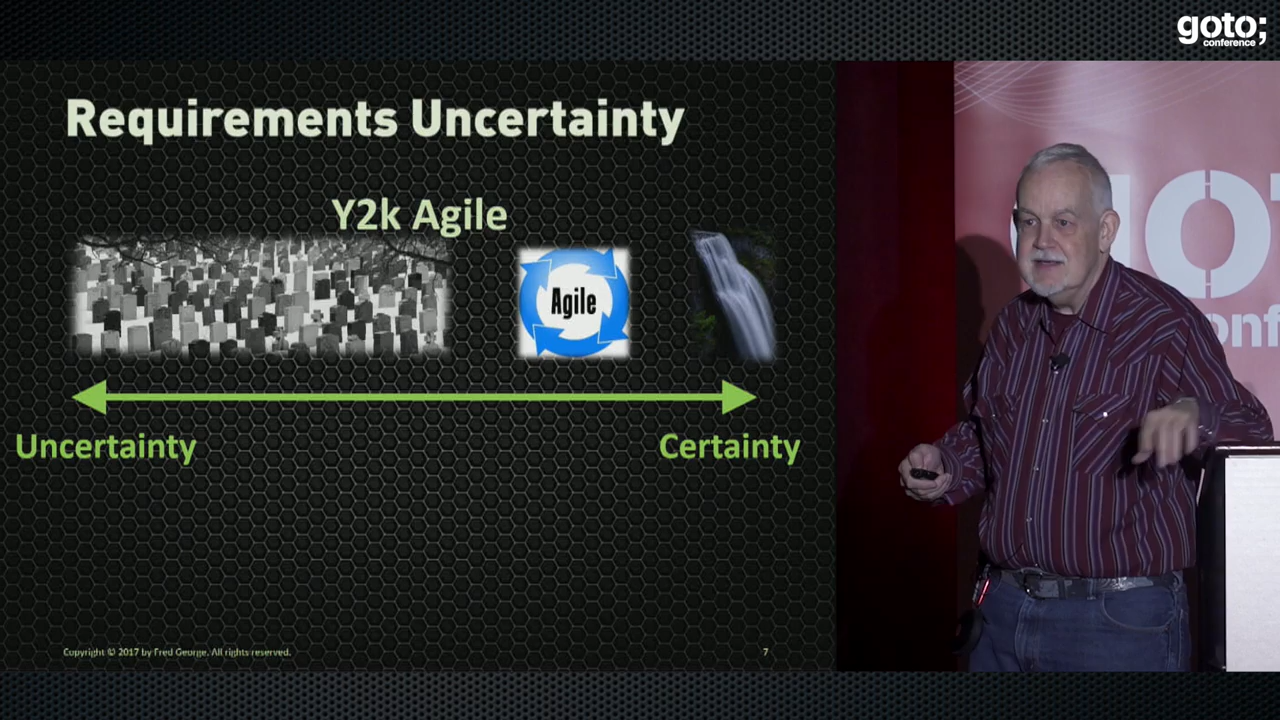 goto;
conference
Requirements Uncertainty
Y2k Agile
Agile
Uncertainty
Certainty
Copyright © 2017 by Fred George. All rights reserved.
7